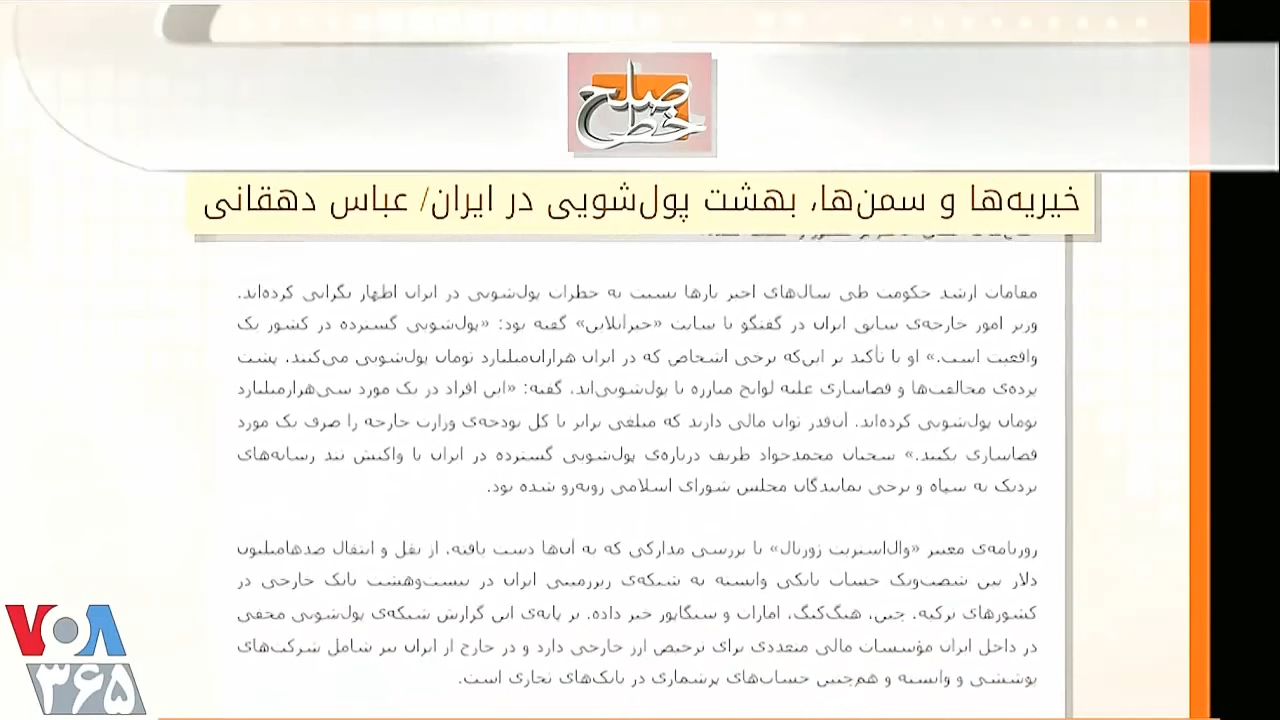 خط صلح
خیریه‌ها و سمن‌ها، بهشت پول‌شویی در ایران/ عباس دهقانی
مقامات ارشد حکومت طی سال‌های اخیر بارها نسبت به خطرات پول‌شویی در ایران اظهار نگرانی کرده‌اند.
وزیر امور خارجه‌ی سابق ایران در گفتگو با سایت «خبرآنلاین» گفته بود: «پول‌شویی گسترده در کشور یک
واقعیت است.» او با تأکید بر این‌که برخی اشخاص که در ایران هزاران‌میلیارد تومان پول‌شویی می‌کنند، پشت
پرده‌ی مخالفت‌ها و فضاسازی علیه لوایح مبارزه با پول‌شویی‌اند، گفته: «این افراد در یک مورد سی‌هزارمیلیارد
تومان پول‌شویی کرده‌اند. آن‌قدر توان مالی دارند که مبلغی برابر با کل بودجه‌ی وزارت خارجه را صرف یک مورد
فضاسازی بکنند.» سخنان محمدجواد ظریف درباره‌ی پول‌شویی گسترده در ایران با واکنش تند رسانه‌های
نزدیک به سپاه و برخی نمایندگان مجلس شورای اسلامی روبه‌رو شده بود.
روزنامه‌ی معتبر «وال‌استریت ژورنال» با بررسی مدارکی که به آن‌ها دست یافته، از نقل و انتقال صدهامیلیون
دلار بین شصت‌ویک حساب بانکی وابسته به شبکه‌ی زیرزمینی ایران در بیست‌وهشت بانک خارجی در
کشورهای ترکیه، چین، هنگ‌کنگ، امارات و سنگاپور خبر داده. بر پایه‌ی این گزارش شبکه‌ی پول‌شویی مخفی
در داخل ایران مؤسسات مالی متعددی برای ترخیص ارز خارجی دارد و در خارج از ایران نیز شامل شرکت‌های
پوششی و وابسته و هم‌چنین حساب‌های پرشماری در بانک‌های تجاری است.
VOA
۳۶۵